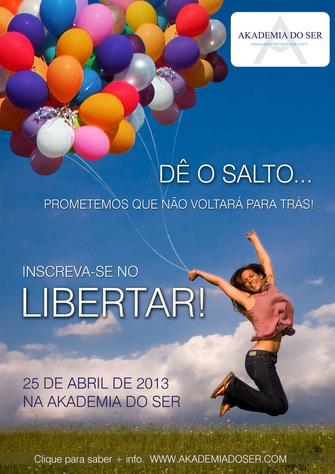 AKADEMIA DO SER
DÊ O SALTO...
PROMETEMOS QUE NÃO VOLTARÁ PARA TRÁS!
INSCREVA-SE NO
LIBERTAR!
25 DE ABRIL DE 2013
NA AKADEMIA DO SER
Clique para saber + info. WWW.AKADEMIADOSER.COM